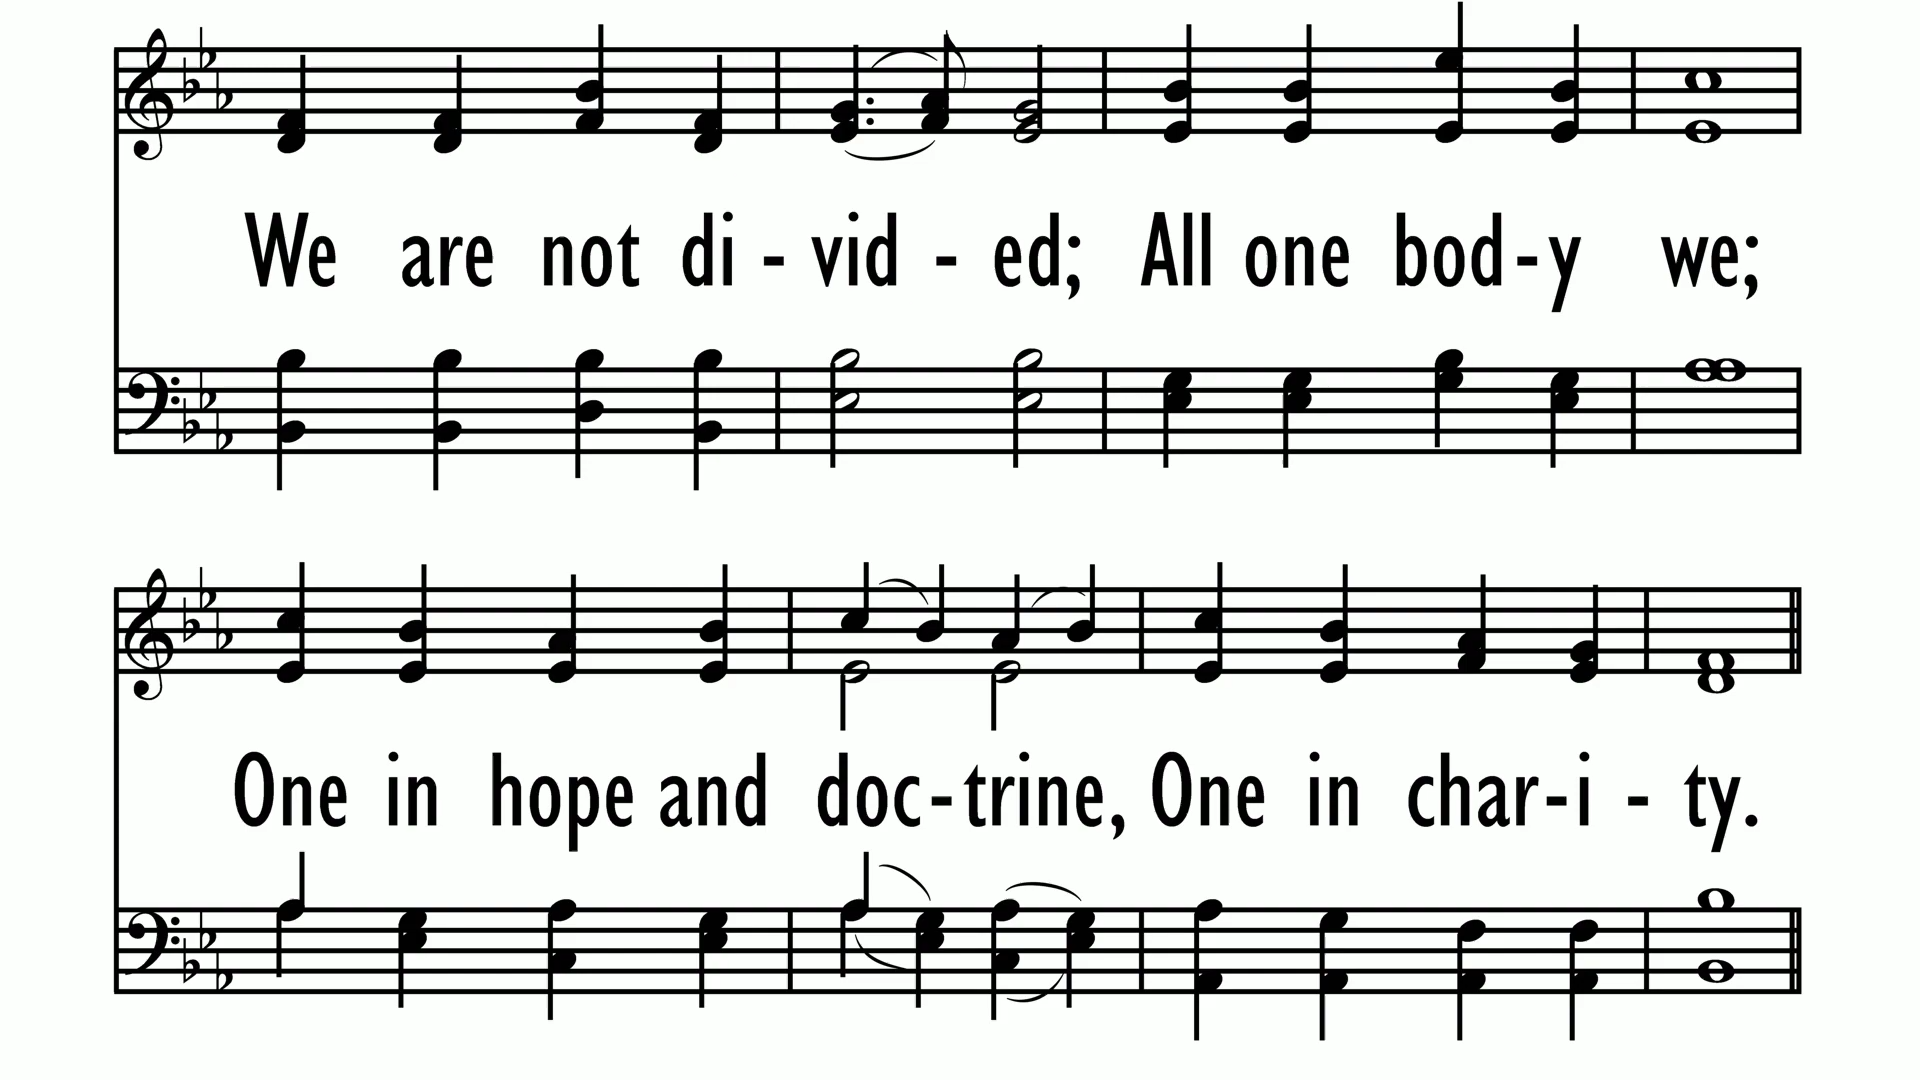 We are not di - vid - ed; All one bod-y we;
One in hope and doc-trine, One in char-i - ty.